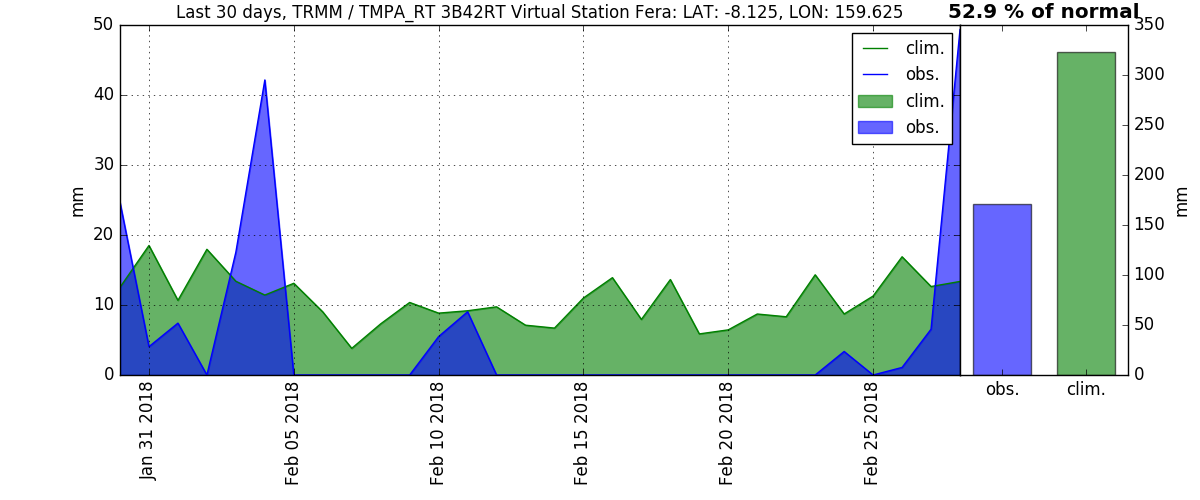 Last 30 days, TRMM / TMPA_RT 3B42RT Virtual Station Fera: LAT: -8.125, LON: 159.625
52.9 % of normal
50
40
30
20
10
0
mm
clim.
obs.
clim.
obs.
350
300
250
200
150
100
50
0
mm
Jan 31 2018
Feb 05 2018
Feb 10 2018
Feb 15 2018
Feb 20 2018
Feb 25 2018
obs.
clim.